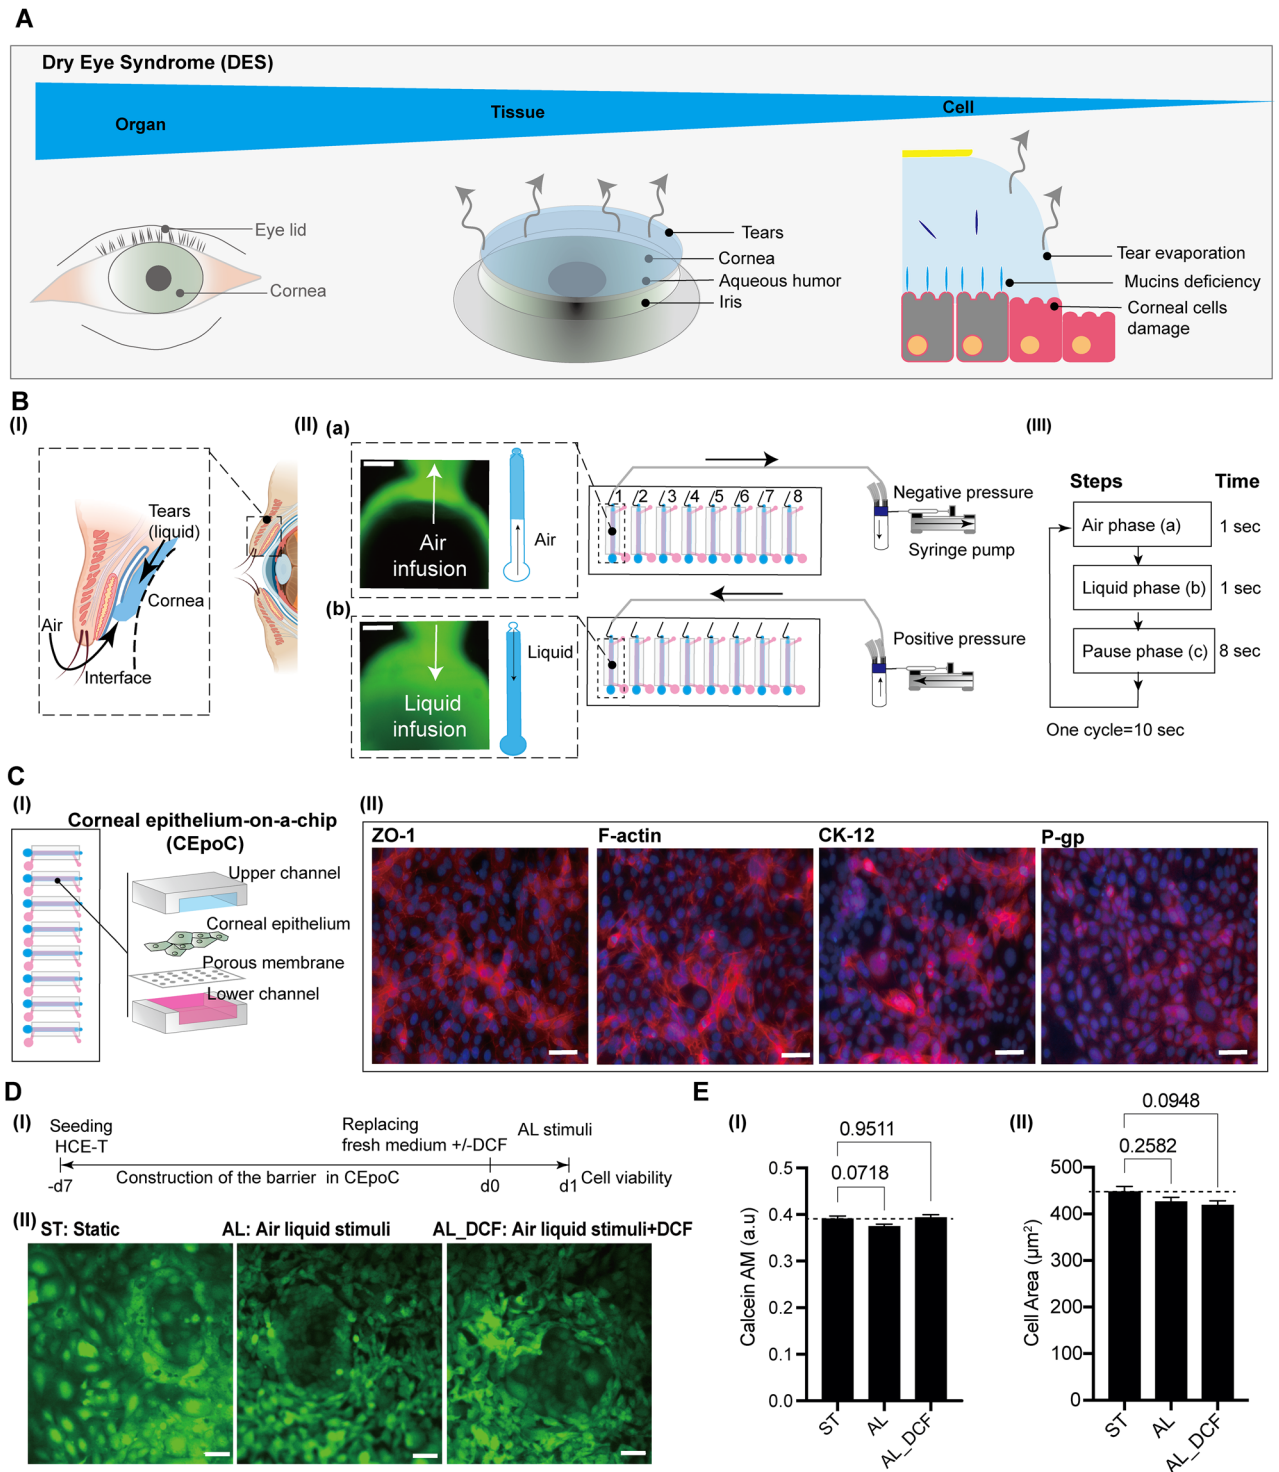 A
Dry Eye Syndrome (DES)
Organ
Tissue
Cell
Eye lid
Cornea
Tears
Cornea
Aqueous humor
Iris
Tear evaporation
Mucins deficiency
Corneal cells
damage
B
(I)
Tears
(liquid)
Cornea
Air
Interface
(II)
(a)
Air
infusion
Air
1 2 3 4 5 6 7 8
Negative pressure
Syringe pump
(b)
Liquid
infusion
Liquid
Positive pressure
(III)
Steps Time
Air phase (a) 1 sec
Liquid phase (b) 1 sec
Pause phase (c) 8 sec
One cycle=10 sec
C
(I)
Corneal epithelium-on-a-chip
(CEpoC)
Upper channel
Corneal epithelium
Porous membrane
Lower channel
(II)
ZO-1
F-actin
CK-12
P-gp
D
(I)
Seeding
HCE-T
Replacing
fresh medium +/-DCF
AL stimuli
Construction of the barrier in CEpoC
Cell viability
-d7
d0
d1
(II)
ST: Static
AL: Air liquid stimuli
AL_DCF: Air liquid stimuli+DCF
E
(I)
0.9511
0.0718
Calcein AM (a.u)
0.5
0.4
0.3
0.2
0.1
0.0
ST
AL
AL_DCF
(II)
0.0948
0.2582
Cell Area (µm²)
500
400
300
200
100
0
ST
AL
AL_DCF